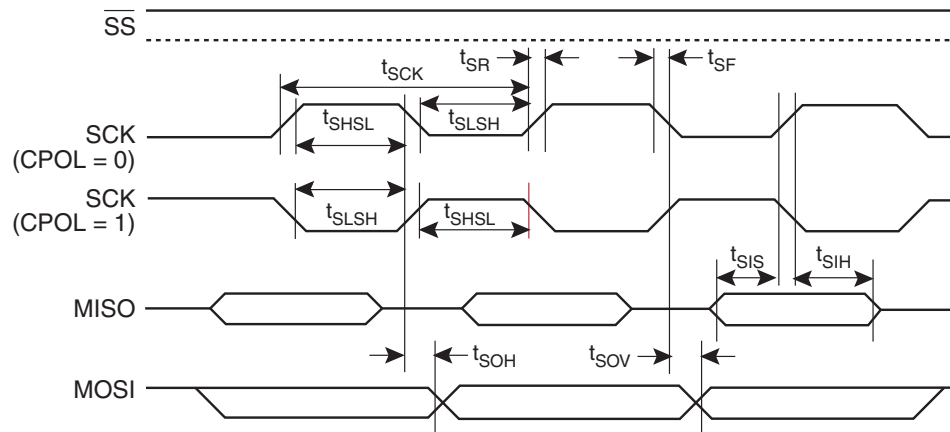 SS
tSCK
tSR
tSF
SCK
(CPOL = 0)
tSHSL
tSLSH
SCK
(CPOL = 1)
tSLSH
tSHSL
tSIS
tSIH
MISO
tSOH
tSOV
MOSI